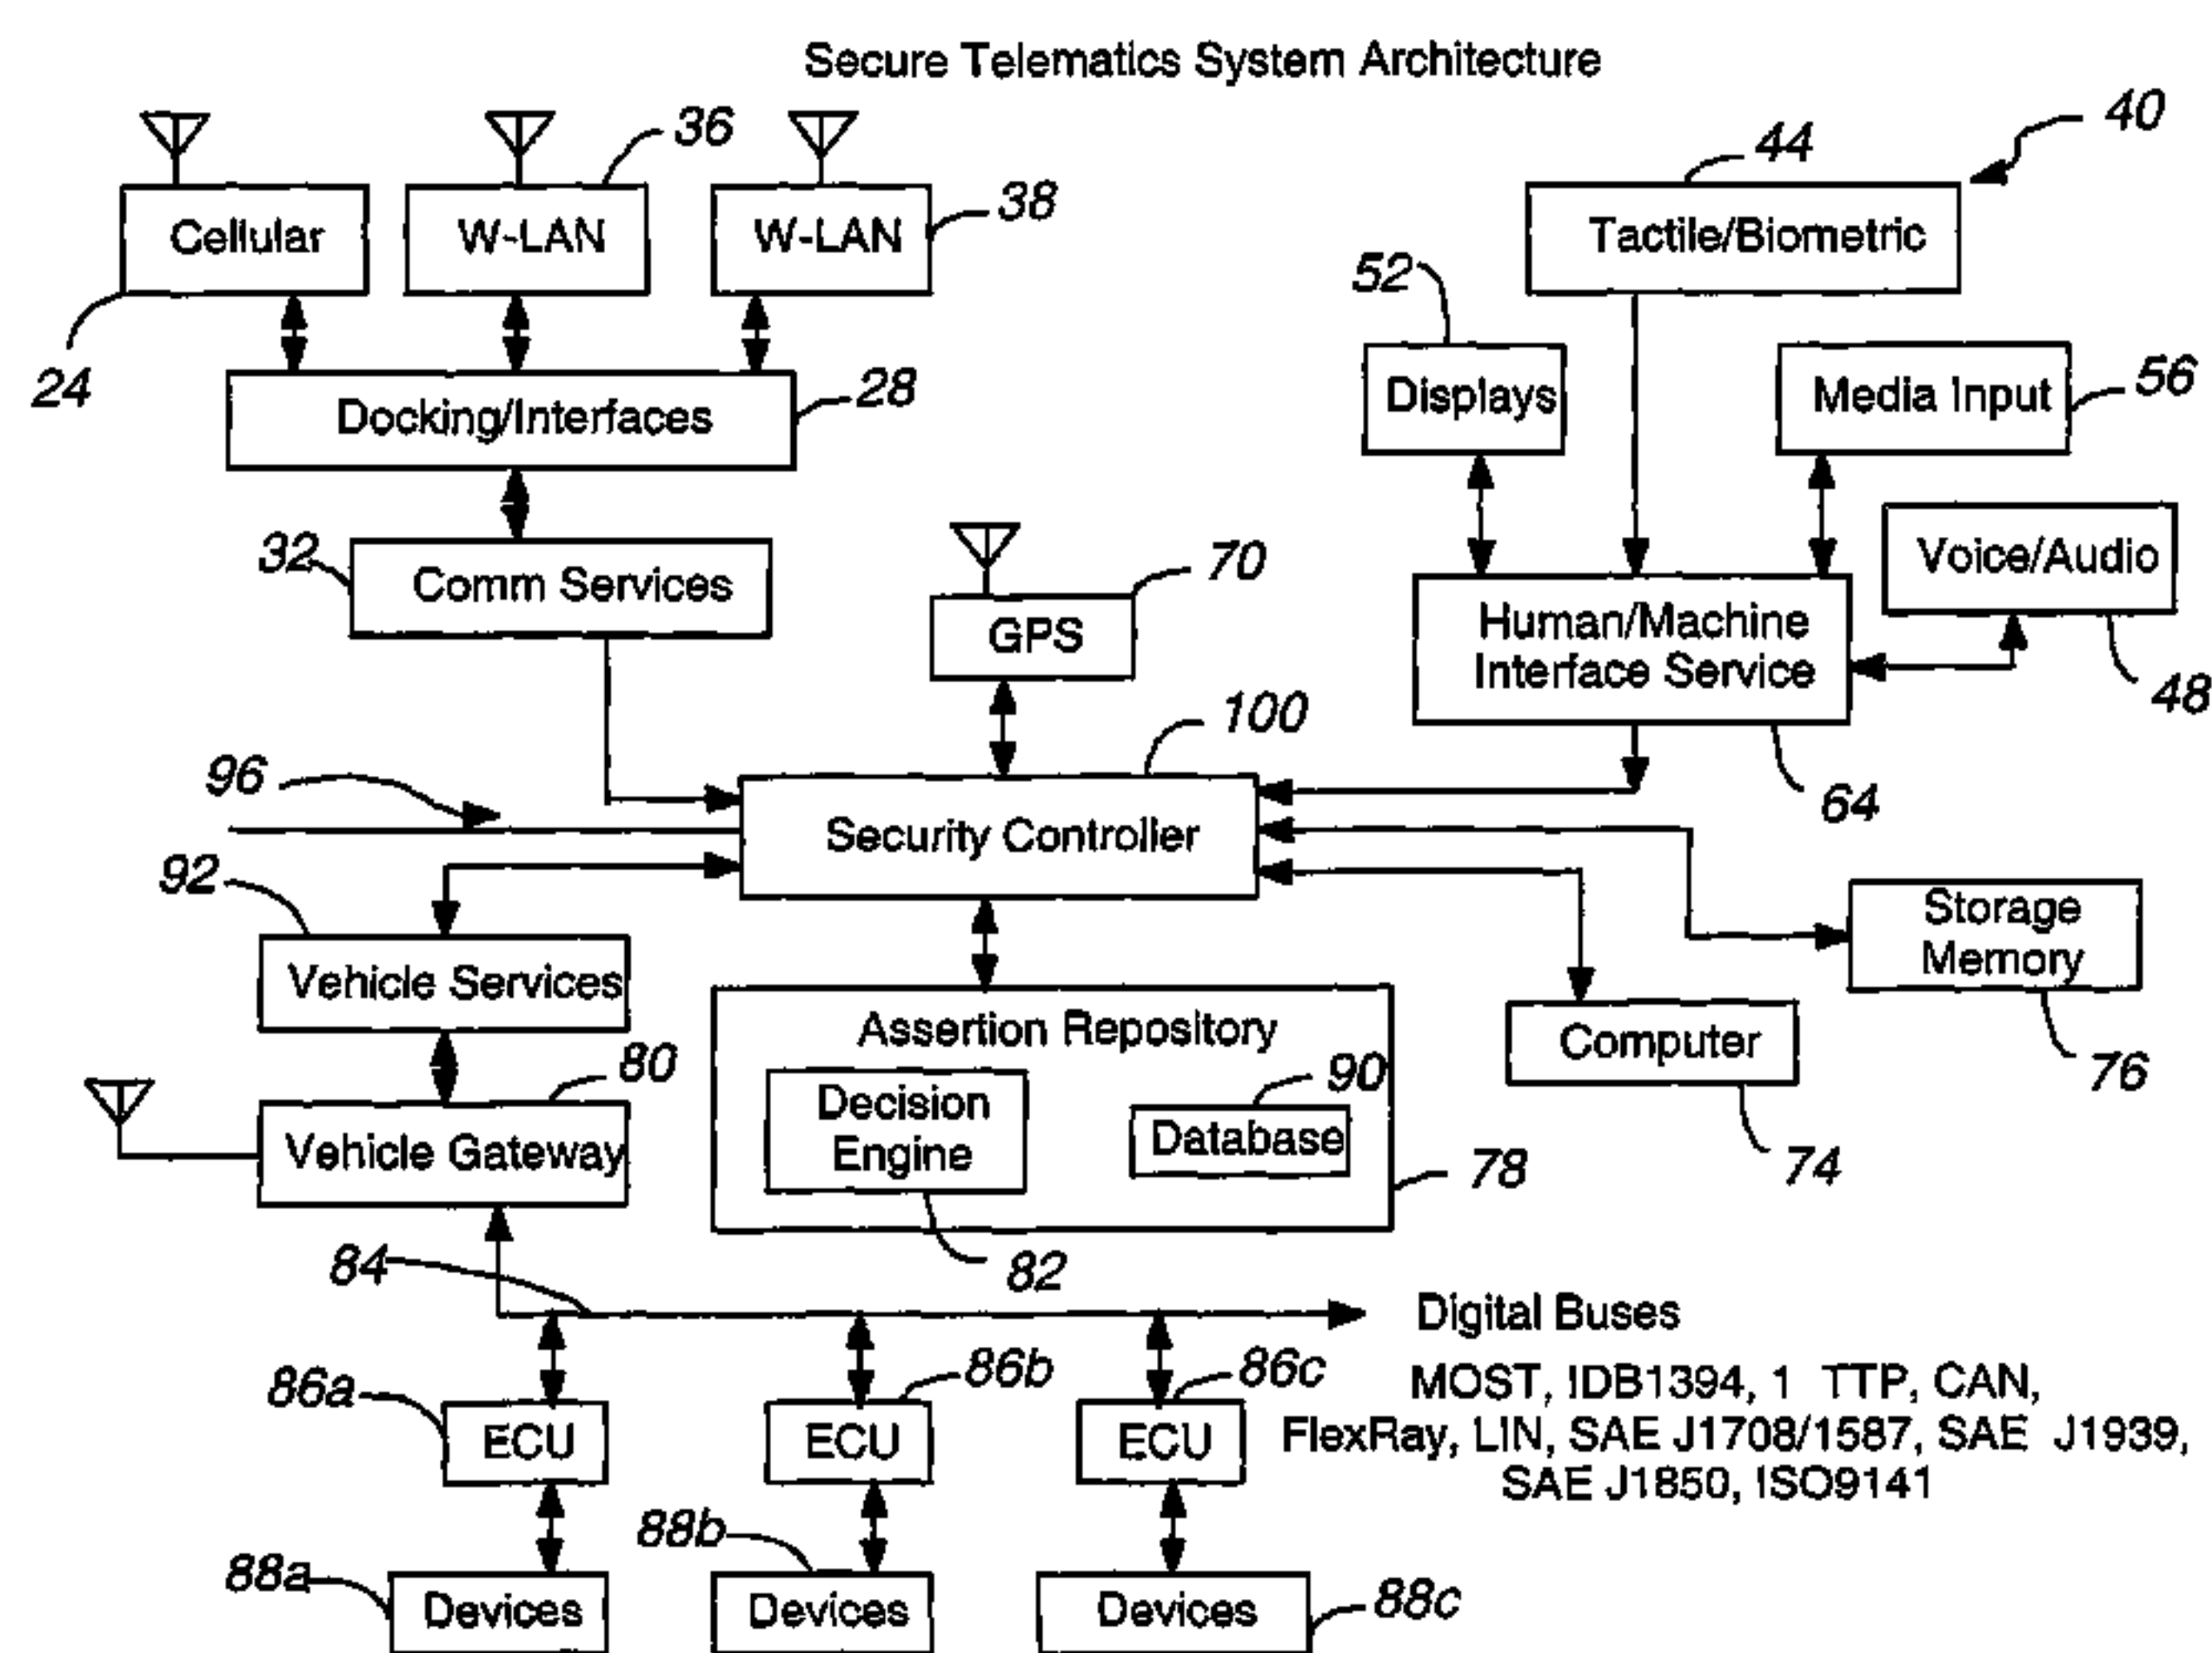 Secure Telematics System Architecture
36
44
40
38
Cellular
W-LAN
W-LAN
Tactile/Biometric
52
24
Docking/Interfaces
28
Displays
Media Input
56
32
Comm Services
70
GPS
Voice/Audio
Human/Machine
Interface Service
48
100
96
64
Security Controller
92
Storage
Memory
Vehicle Services
Assertion Repository
Computer
80
90
76
Decision
Engine
Database
Vehicle Gateway
78
74
84
82
Digital Buses
86a
86b
86c
MOST, IDB1394, 1 TTP, CAN,
FlexRay, LIN, SAE J1708/1587, SAE J1939,
SAE J1850, ISO9141
ECU
ECU
ECU
88b
88a
Devices
Devices
Devices
88c